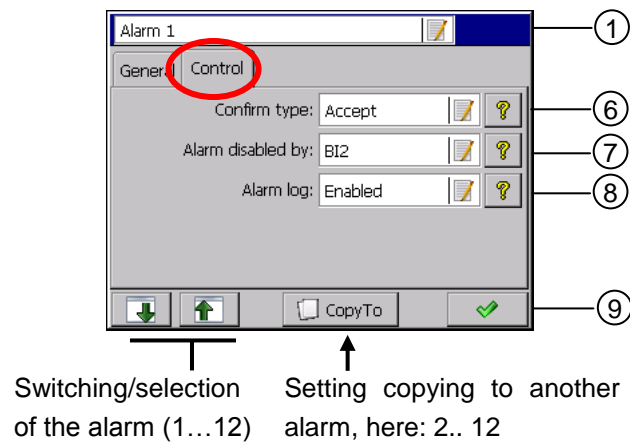 Alarm 1
1
General Control
Confirm type: Accept ? 6
Alarm disabled by: BI2 ? 7
Alarm log: Enabled ? 8
CopyTo 9
Switching/selection
of the alarm (1…12)
Setting copying to another
alarm, here: 2.. 12